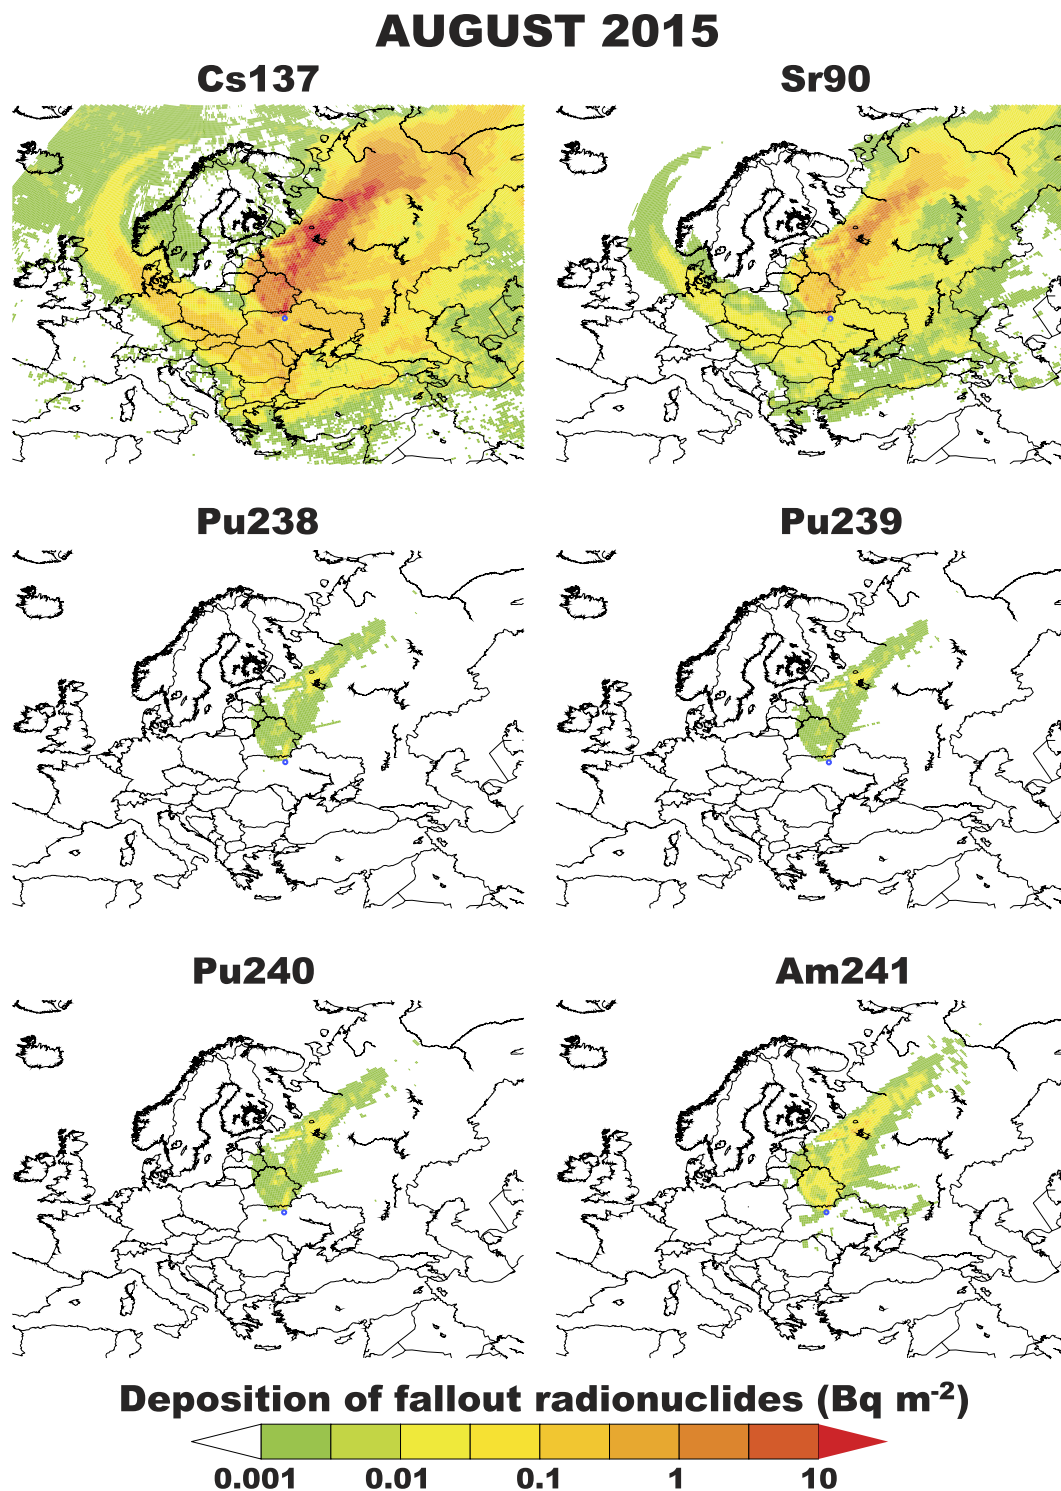 AUGUST 2015
Cs137 Sr90
Pu238 Pu239
Pu240 Am241
Deposition of fallout radionuclides (Bq m⁻²)
0.001 0.01 0.1 1 10